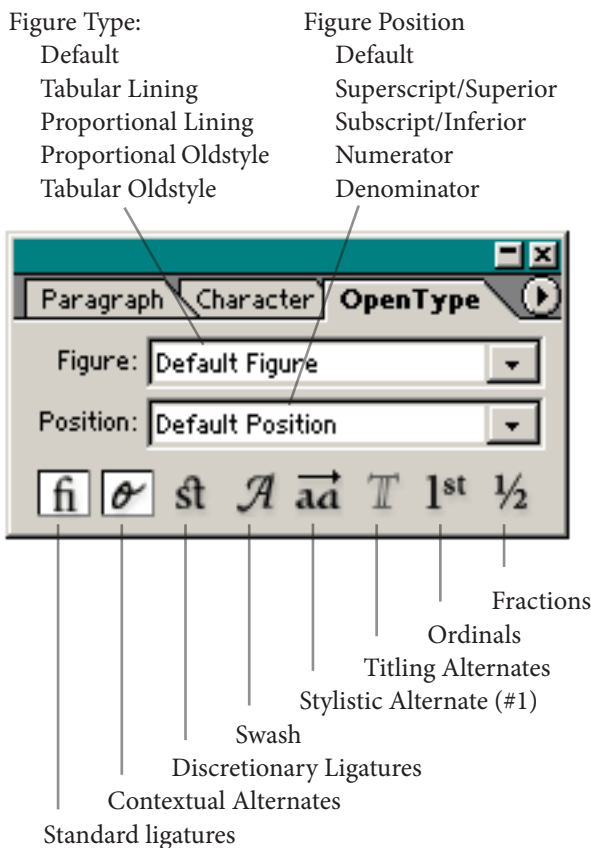 Figure Type:
Default
Tabular Lining
Proportional Lining
Proportional Oldstyle
Tabular Oldstyle
Figure Position
Default
Superscript/Superior
Subscript/Inferior
Numerator
Denominator
Paragraph Character OpenType
Figure: Default Figure
Position: Default Position
fi o st A aa T 1st ½
Fractions
Ordinals
Titling Alternates
Stylistic Alternate (#1)
Swash
Discretionary Ligatures
Contextual Alternates
Standard ligatures